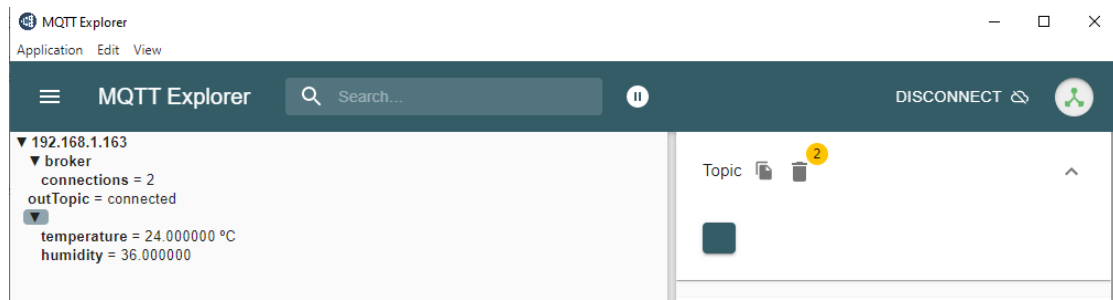 MQTT Explorer
Application Edit View
MQTT Explorer Search... DISCONNECT
▼ 192.168.1.163
▼ broker
connections = 2
outTopic = connected
▼
temperature = 24.000000 ºC
humidity = 36.000000
Topic 2